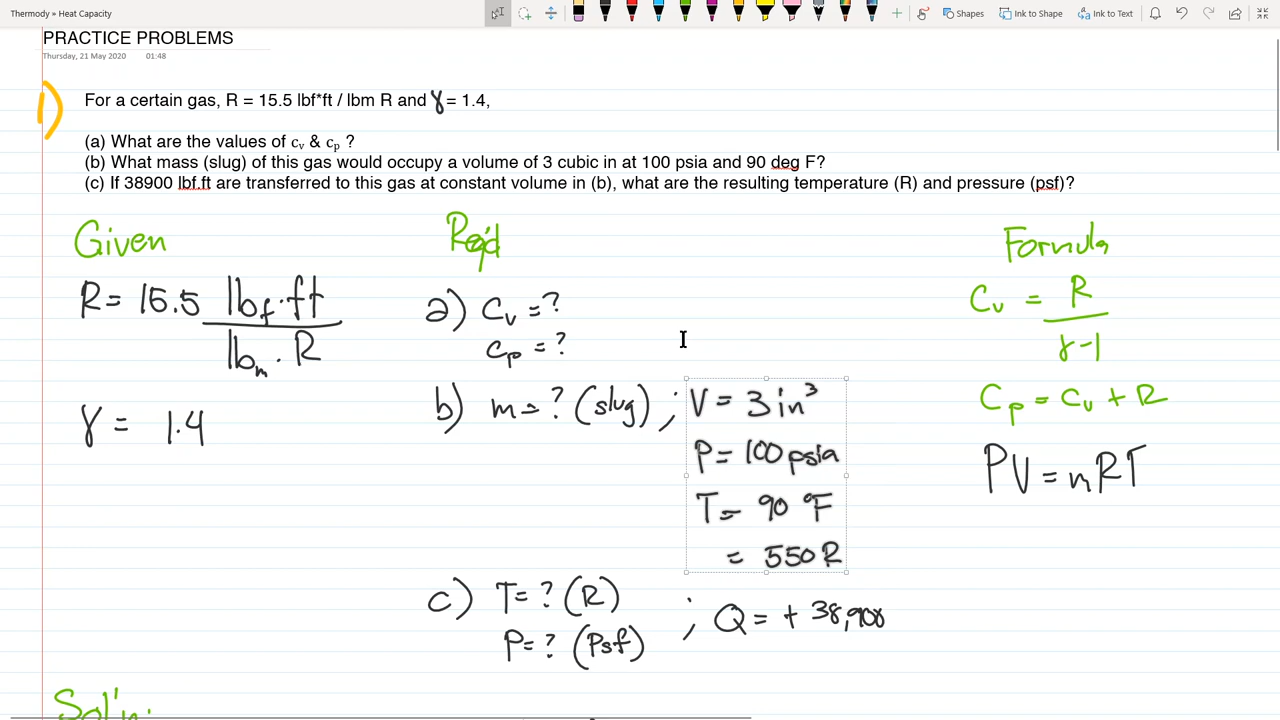 Thermody » Heat Capacity
Shapes Ink to Shape Ink to Text
PRACTICE PROBLEMS
Thursday, 21 May 2020 01:48
1)
For a certain gas, R = 15.5 lbf*ft / lbm R and γ = 1.4,
(a) What are the values of cv & cp ?
(b) What mass (slug) of this gas would occupy a volume of 3 cubic in at 100 psia and 90 deg F?
(c) If 38900 lbf.ft are transferred to this gas at constant volume in (b), what are the resulting temperature (R) and pressure (psf)?
Given
R = 15.5 lbf·ft / lbm·R
γ = 1.4
Req'd
a) Cv = ?
Cp = ?
b) m = ? (slug) ; V = 3 in³
P = 100 psia
T = 90 °F
= 550 R
c) T = ? (R)
P = ? (Psf) ; Q = + 38,900
Formula
Cv = R / γ-1
Cp = Cv + R
PV = mRT
Sol'n: